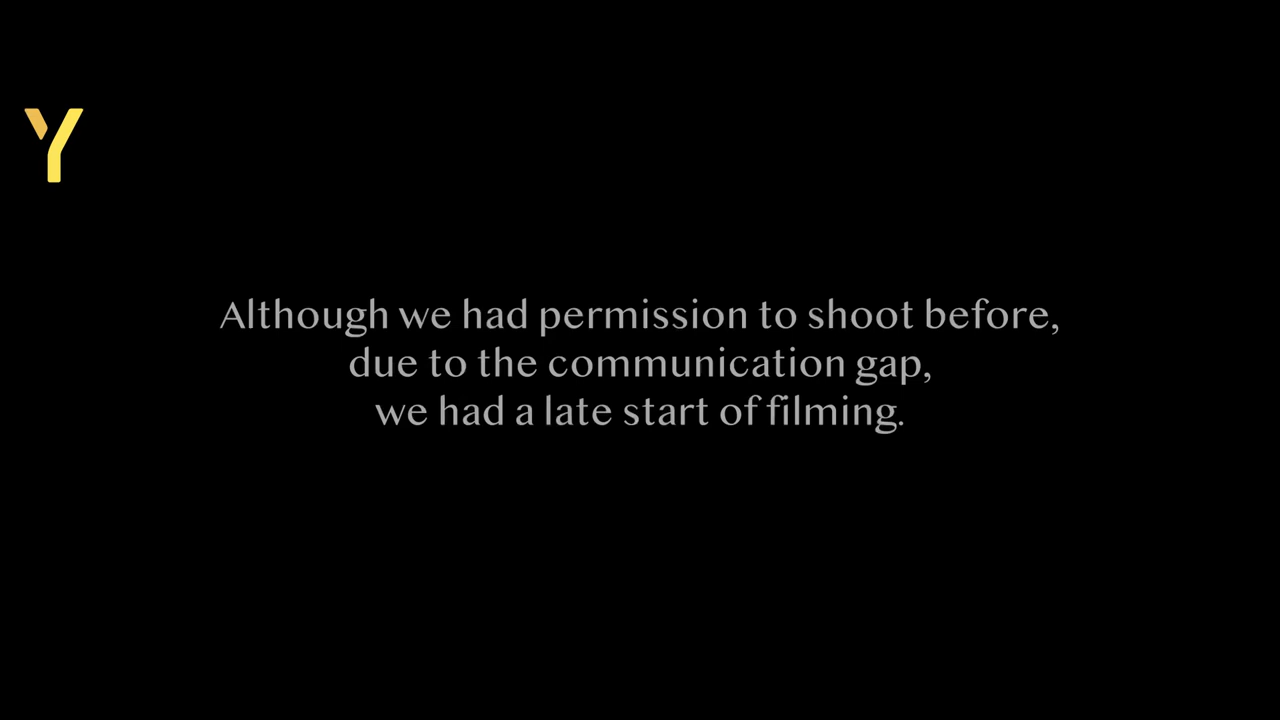 Y
Although we had permission to shoot before,
due to the communication gap,
we had a late start of filming.